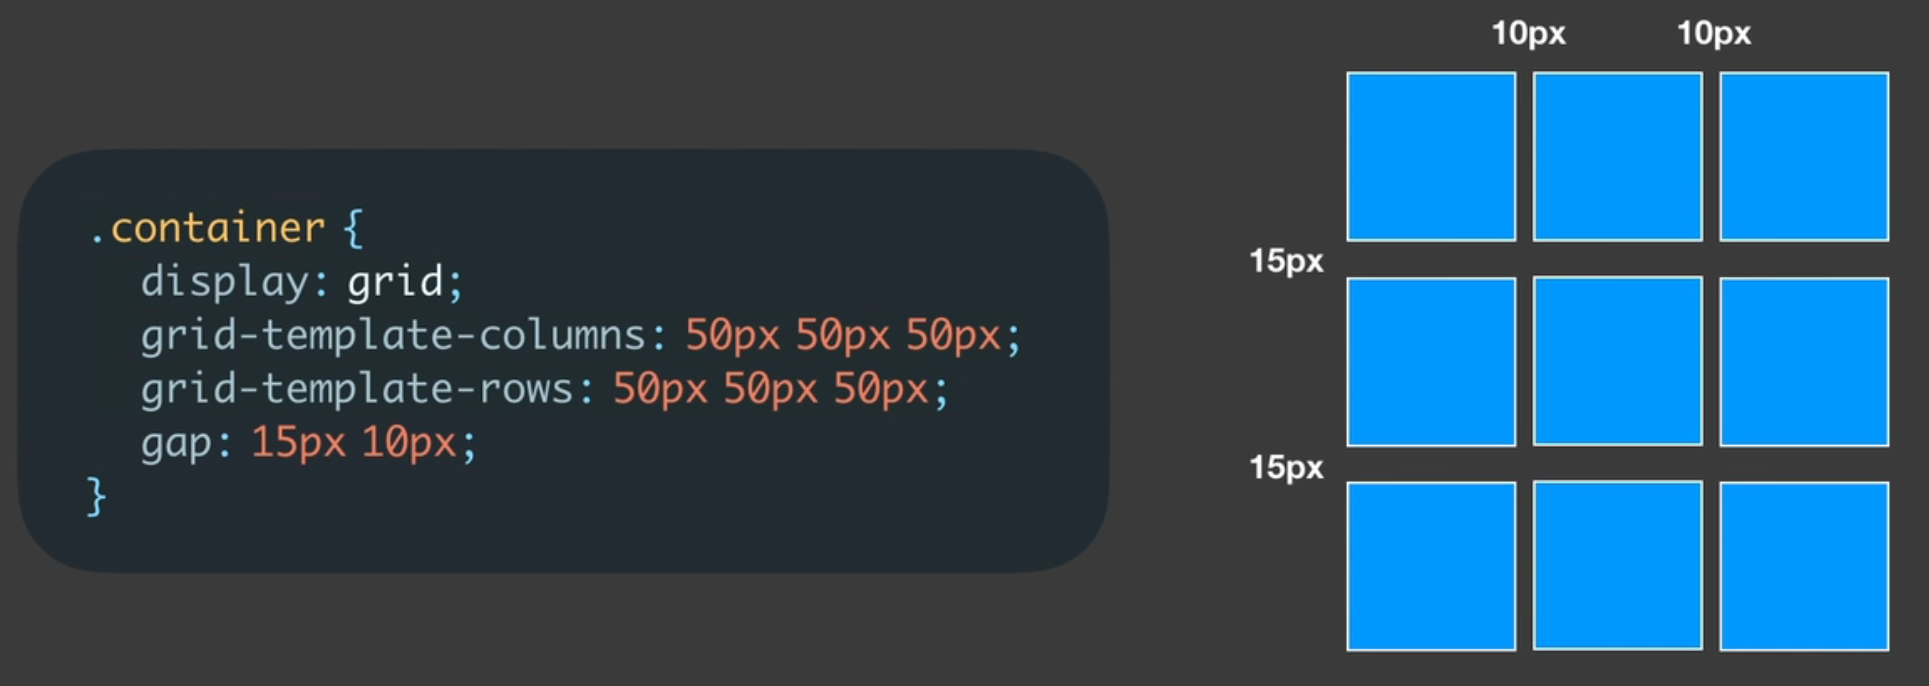 .container {
display: grid;
grid-template-columns: 50px 50px 50px;
grid-template-rows: 50px 50px 50px;
gap: 15px 10px;
}
10px 10px
15px
15px